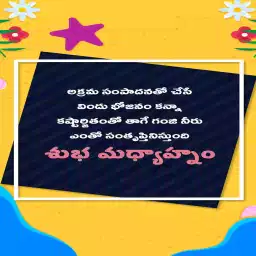 అక్రమ సంపాదనతో చేసే
విందు భోజనం కన్నా
కష్టార్జితంతో తాగే గంజి నీరు
ఎంతో సంతృప్తినిస్తుంది
శుభ మధ్యాహ్నం